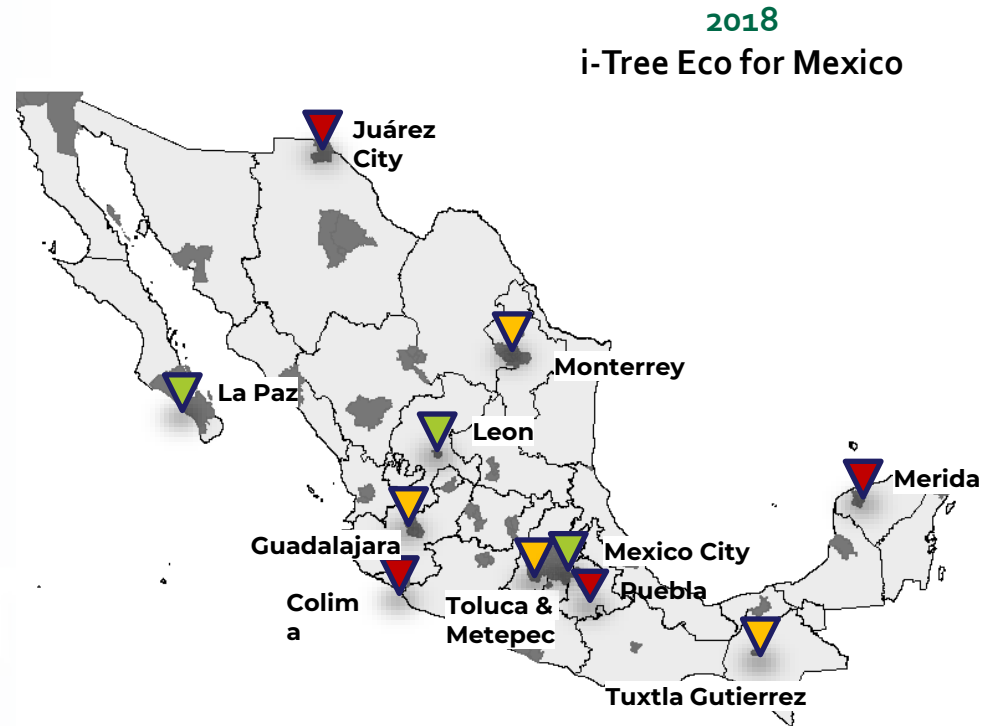 2018
i-Tree Eco for Mexico
Juárez
City
Monterrey
La Paz
Leon
Merida
Guadalajara
Mexico City
Puebla
Colim
a
Toluca &
Metepec
Tuxtla Gutierrez